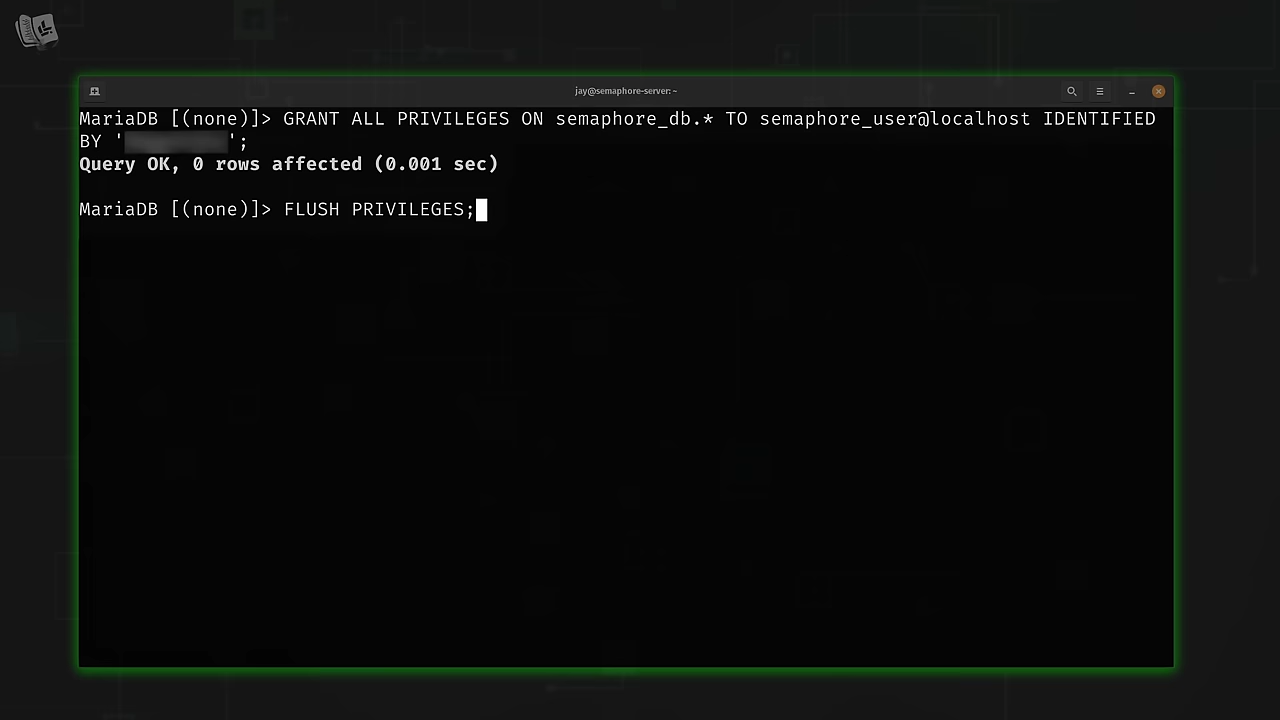 jay@semaphore-server: ~
MariaDB [(none)]> GRANT ALL PRIVILEGES ON semaphore_db.* TO semaphore_user@localhost IDENTIFIED
BY '';
Query OK, 0 rows affected (0.001 sec)
MariaDB [(none)]> FLUSH PRIVILEGES;